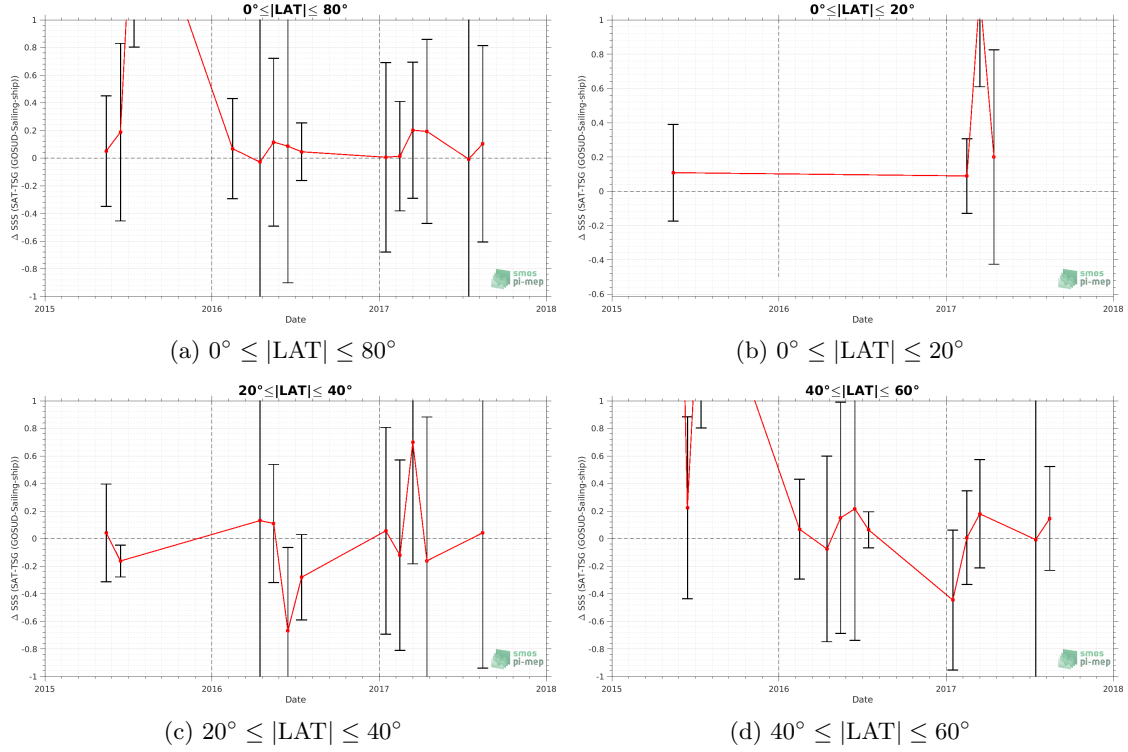 0°≤|LAT|≤ 80°
Δ SSS (SAT-TSG (GOSUD-Sailing-ship))
1
0.8
0.6
0.4
0.2
0
-0.2
-0.4
-0.6
-0.8
-1
2015 2016 2017 2018
Date
smos
pi-mep
(a) 0° ≤ |LAT| ≤ 80°
0°≤|LAT|≤ 20°
Δ SSS (SAT-TSG (GOSUD-Sailing-ship))
1
0.8
0.6
0.4
0.2
0
-0.2
-0.4
-0.6
2015 2016 2017 2018
Date
smos
pi-mep
(b) 0° ≤ |LAT| ≤ 20°
20°≤|LAT|≤ 40°
Δ SSS (SAT-TSG (GOSUD-Sailing-ship))
1
0.8
0.6
0.4
0.2
0
-0.2
-0.4
-0.6
-0.8
-1
2015 2016 2017 2018
Date
smos
pi-mep
(c) 20° ≤ |LAT| ≤ 40°
40°≤|LAT|≤ 60°
Δ SSS (SAT-TSG (GOSUD-Sailing-ship))
1
0.8
0.6
0.4
0.2
0
-0.2
-0.4
-0.6
-0.8
-1
2015 2016 2017 2018
Date
smos
pi-mep
(d) 40° ≤ |LAT| ≤ 60°